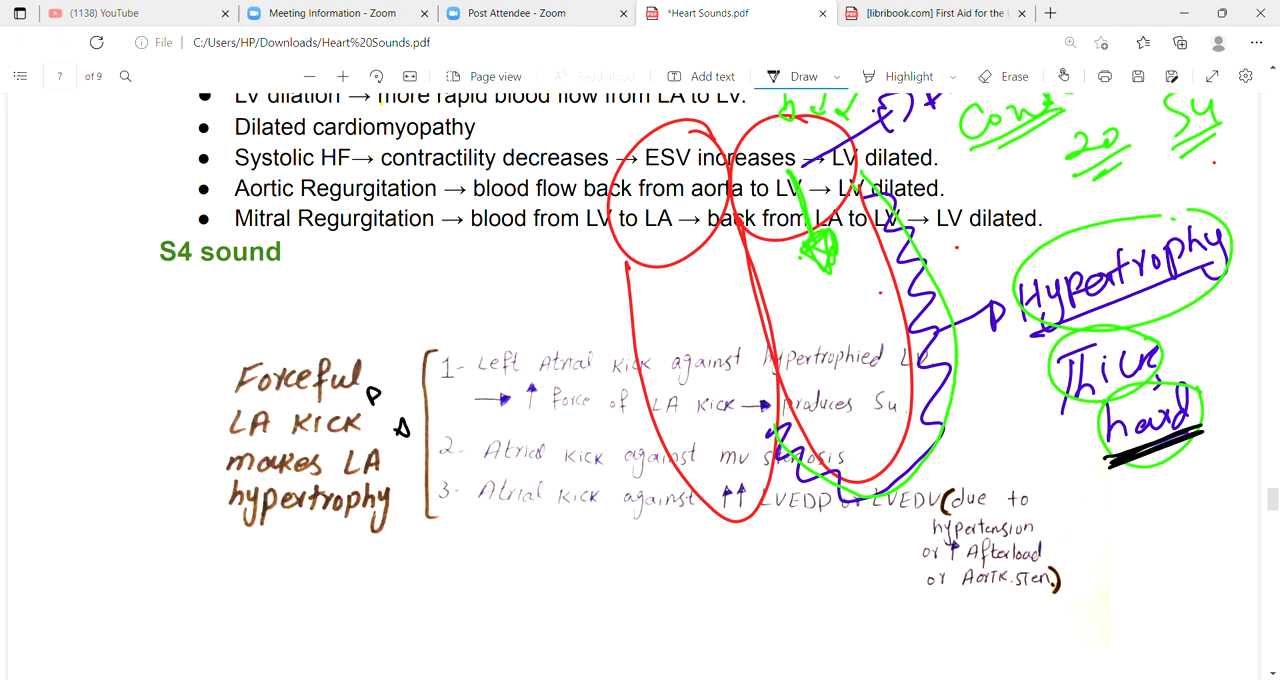 (1138) YouTube
Meeting Information - Zoom
Post Attendee - Zoom
*Heart Sounds.pdf
[libribook.com] First Aid for the
File
C:/Users/HP/Downloads/Heart%20Sounds.pdf
7 of 9
Page view
Read aloud
Add text
Draw
Highlight
Erase
LV dilation → more rapid blood flow from LA to LV.
Dilated cardiomyopathy
Systolic HF→ contractility decreases → ESV increases → LV dilated.
Aortic Regurgitation → blood flow back from aorta to LV → LV dilated.
Mitral Regurgitation → blood from LV to LA → back from LA to LV → LV dilated.
20
S4
S4 sound
Hypertrophy
Thick
hard
Forceful
LA KICK
makes LA
hypertrophy
1- Left Atrial Kick against hypertrophied LV
→ ↑ force of LA KICK → produces S4.
2- Atrial kick against mv stenosis
3- Atrial kick against ↑↑ LVEDP or LVEDV (due to
hypertension
or ↑ Afterload
or Aortic.sten.)